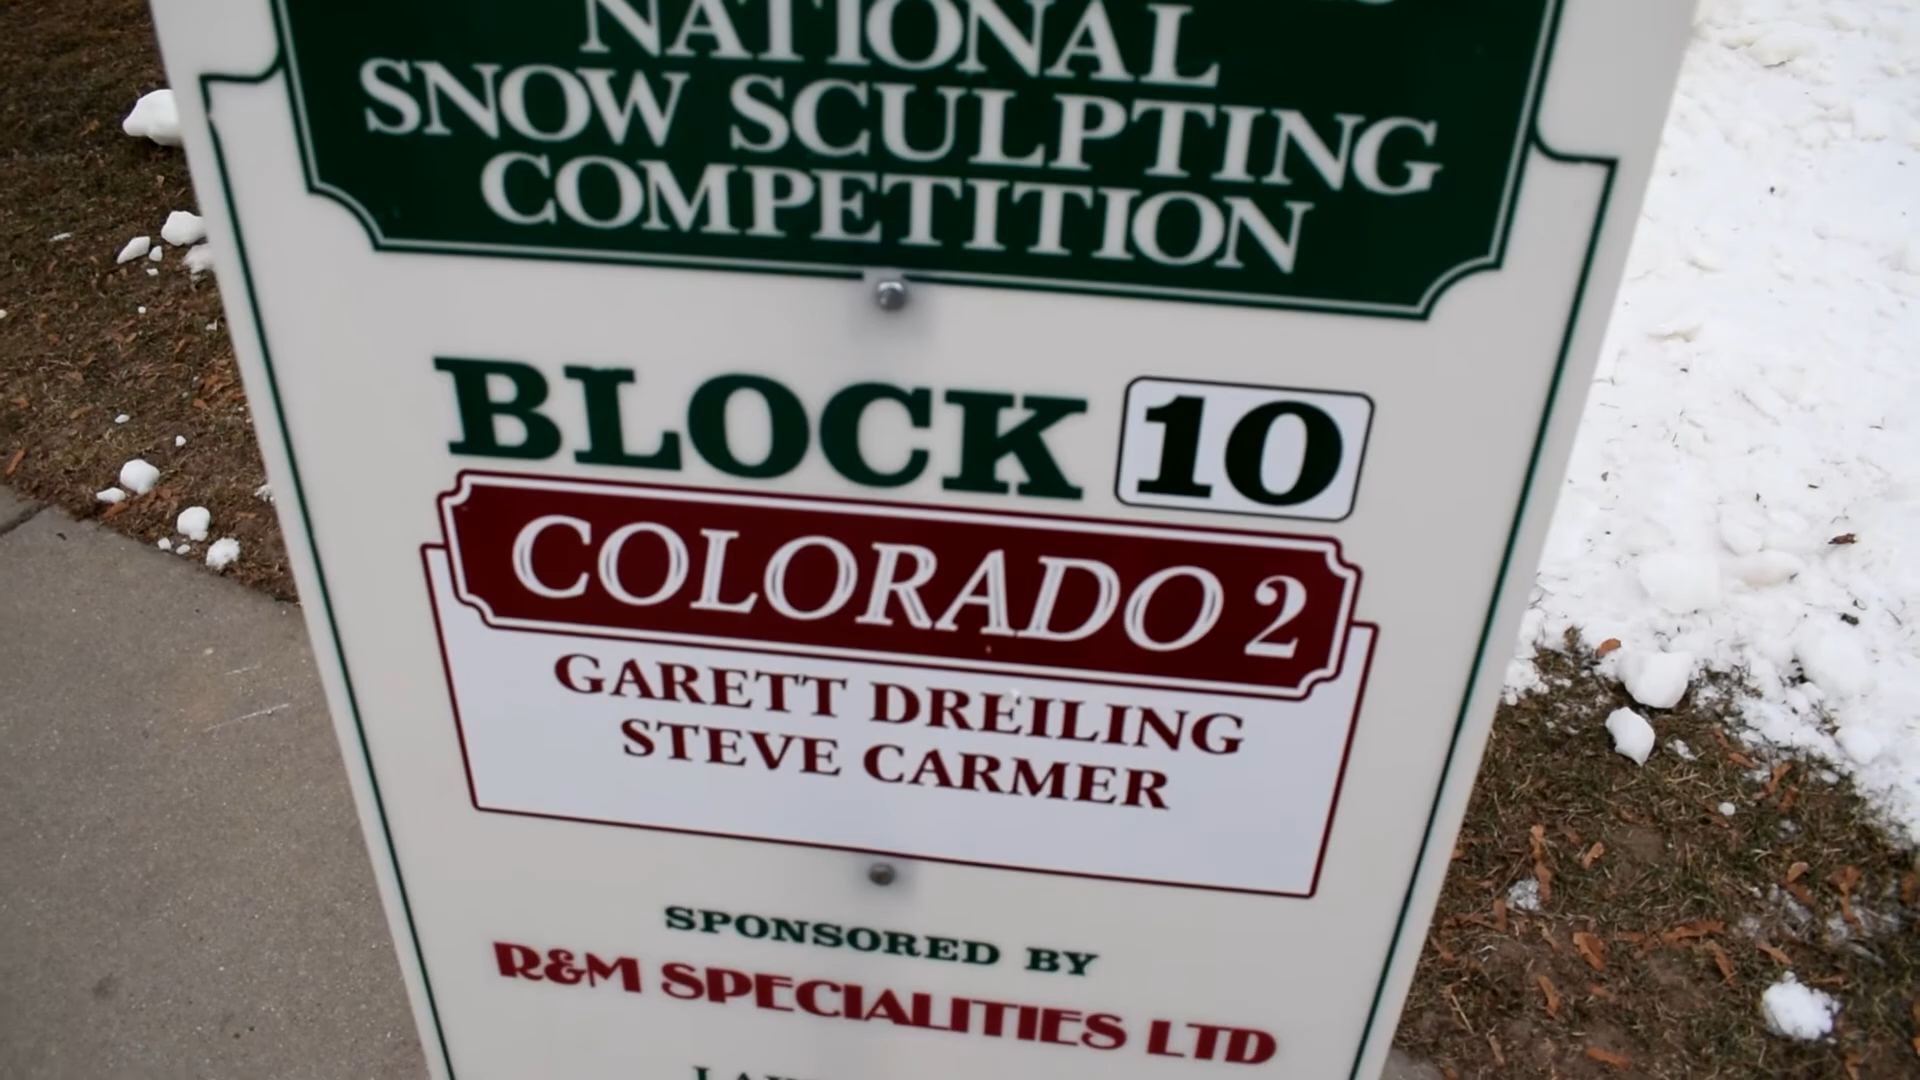 NATIONAL
SNOW SCULPTING
COMPETITION
BLOCK 10
COLORADO 2
GARETT DREILING
STEVE CARMER
SPONSORED BY
R&M SPECIALITIES LTD